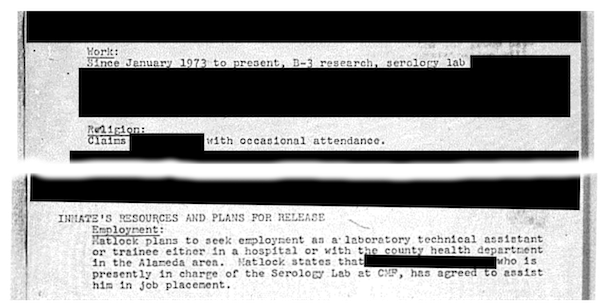 Work:
Since January 1973 to present, B-3 research, serology lab
Religion:
Claims with occasional attendance.
INMATE'S RESOURCES AND PLANS FOR RELEASE
Employment:
Matlock plans to seek employment as a laboratory technical assistant
or trainee either in a hospital or with the county health department
in the Alameda area. Matlock states that who is
presently in charge of the Serology Lab at CMF, has agreed to assist
him in job placement.